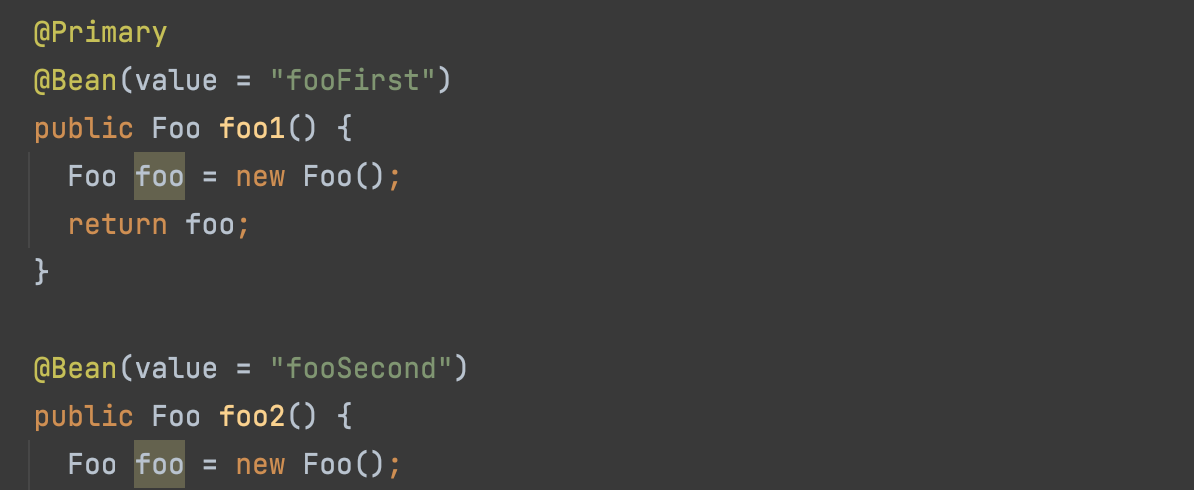 @Primary
@Bean(value = "fooFirst")
public Foo foo1() {
Foo foo = new Foo();
return foo;
}
@Bean(value = "fooSecond")
public Foo foo2() {
Foo foo = new Foo();